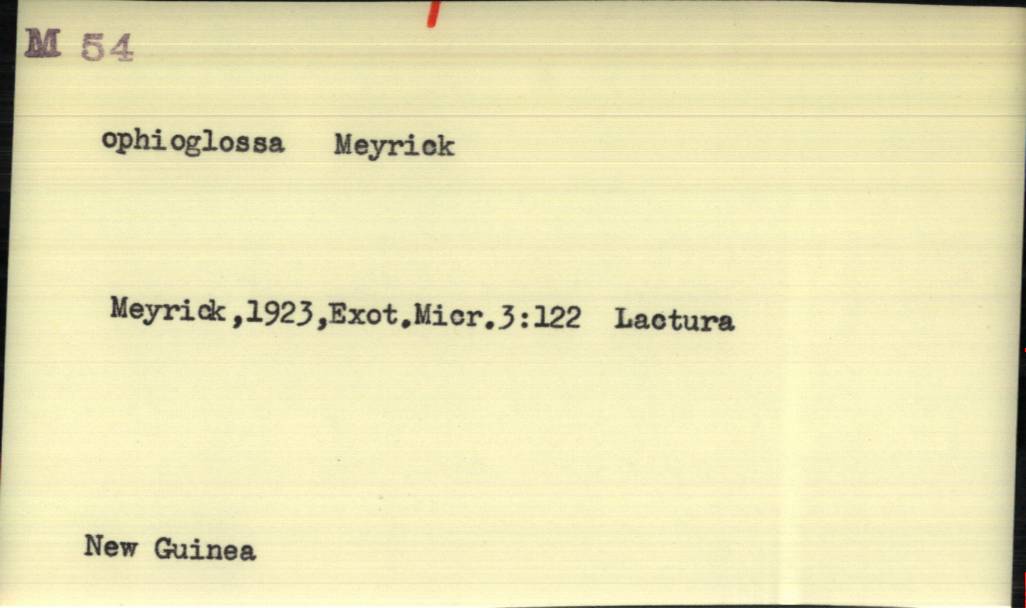 M 54
ophioglossa Meyrick
Meyrick,1923,Exot.Micr.3:122 Lactura
New Guinea